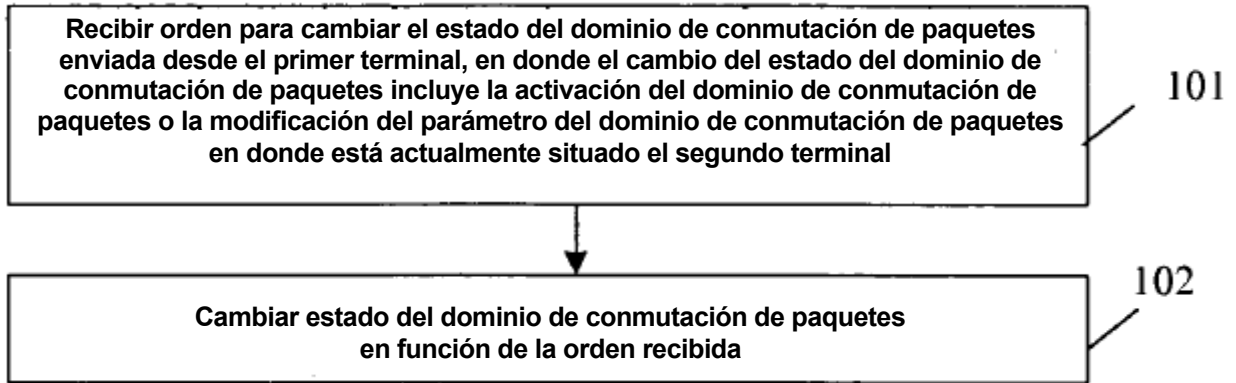 Recibir orden para cambiar el estado del dominio de conmutación de paquetes
enviada desde el primer terminal, en donde el cambio del estado del dominio de
conmutación de paquetes incluye la activación del dominio de conmutación de
paquetes o la modificación del parámetro del dominio de conmutación de paquetes
en donde está actualmente situado el segundo terminal
101
102
Cambiar estado del dominio de conmutación de paquetes
en función de la orden recibida